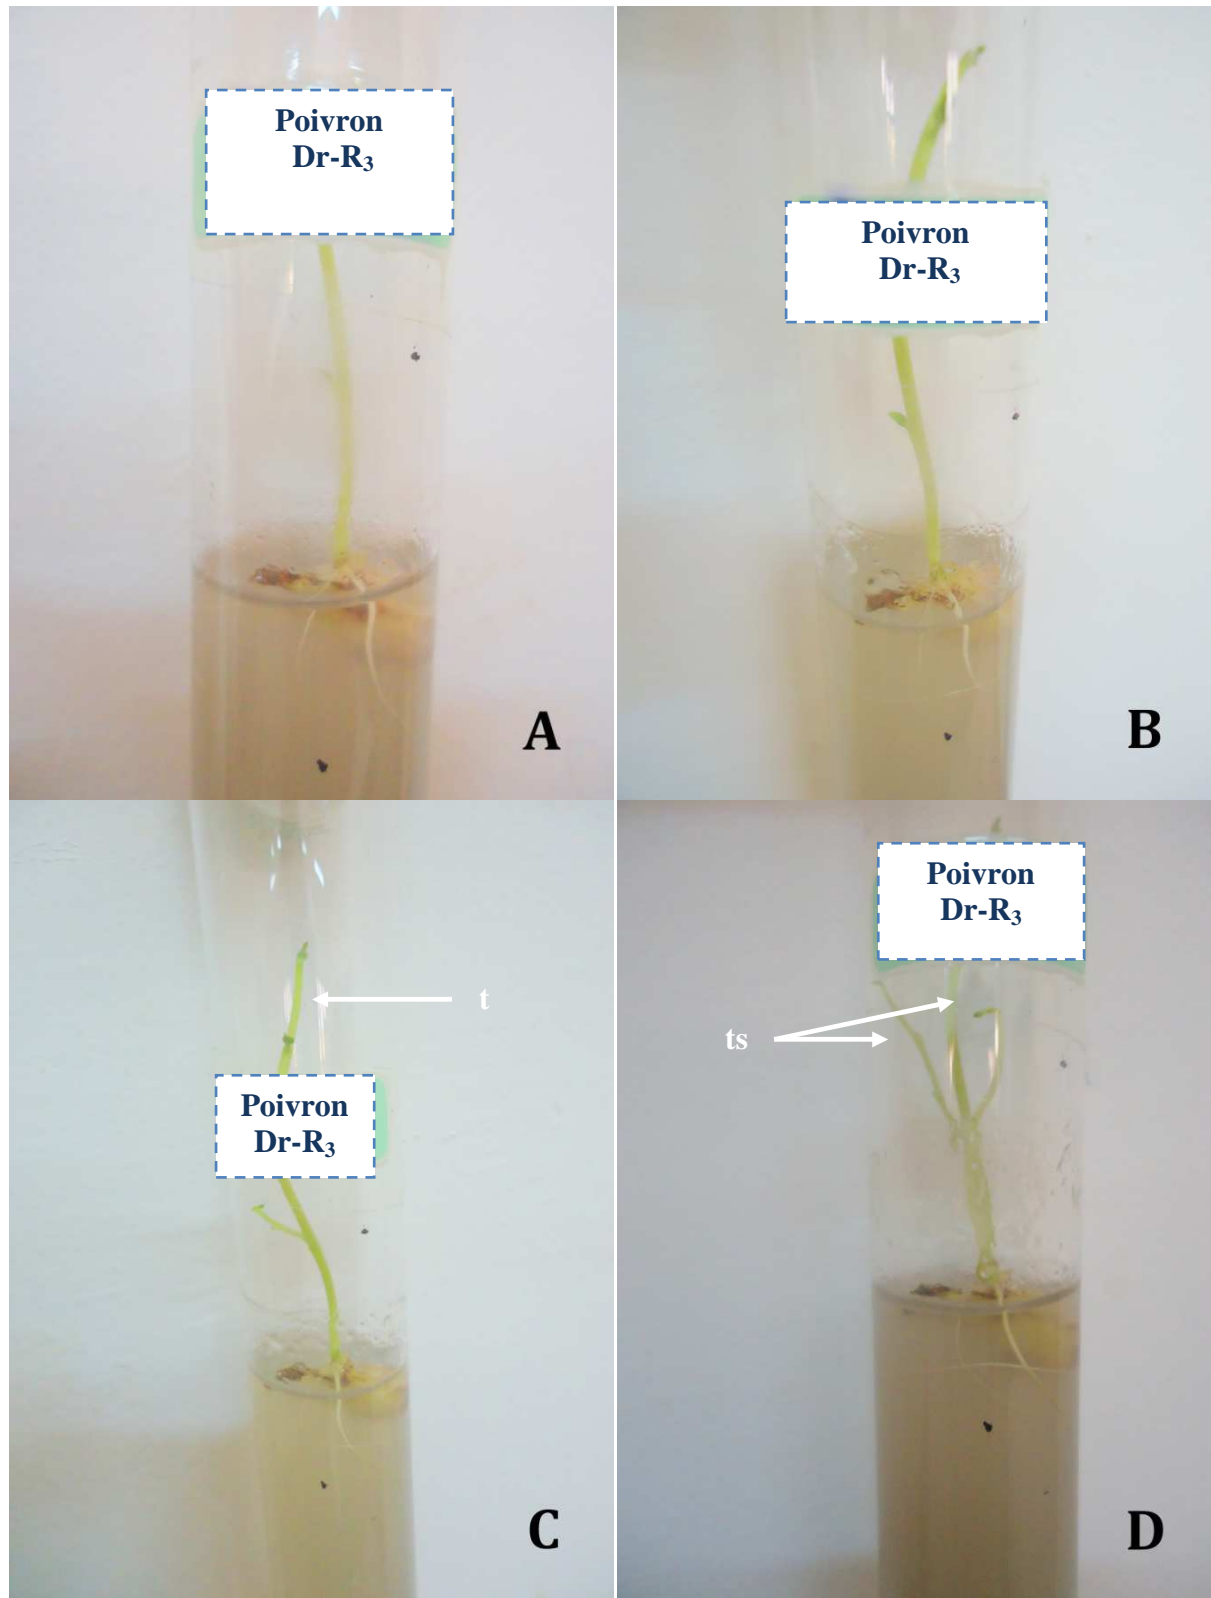 Poivron
Dr-R₃
A
Poivron
Dr-R₃
B
t
Poivron
Dr-R₃
C
Poivron
Dr-R₃
ts
D